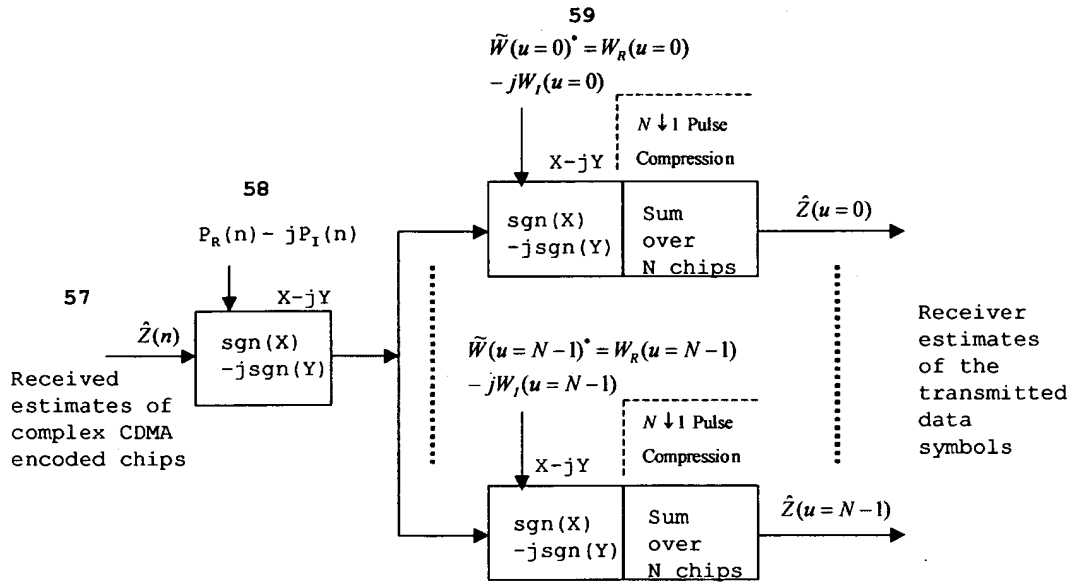 59
W̃(u=0)* = W_R(u=0)
- jW_I(u=0)
N ↓ 1 Pulse
Compression
X-jY
58
sgn(X)
-jsgn(Y)
Sum
over
N chips
Ẑ(u=0)
P_R(n)- jP_I(n)
57
X-jY
Ẑ(n)
sgn(X)
-jsgn(Y)
Received
estimates of
complex CDMA
encoded chips
W̃(u=N-1)* = W_R(u=N-1)
- jW_I(u=N-1)
N ↓ 1 Pulse
Compression
X-jY
sgn(X)
-jsgn(Y)
Sum
over
N chips
Ẑ(u=N-1)
Receiver
estimates
of the
transmitted
data
symbols